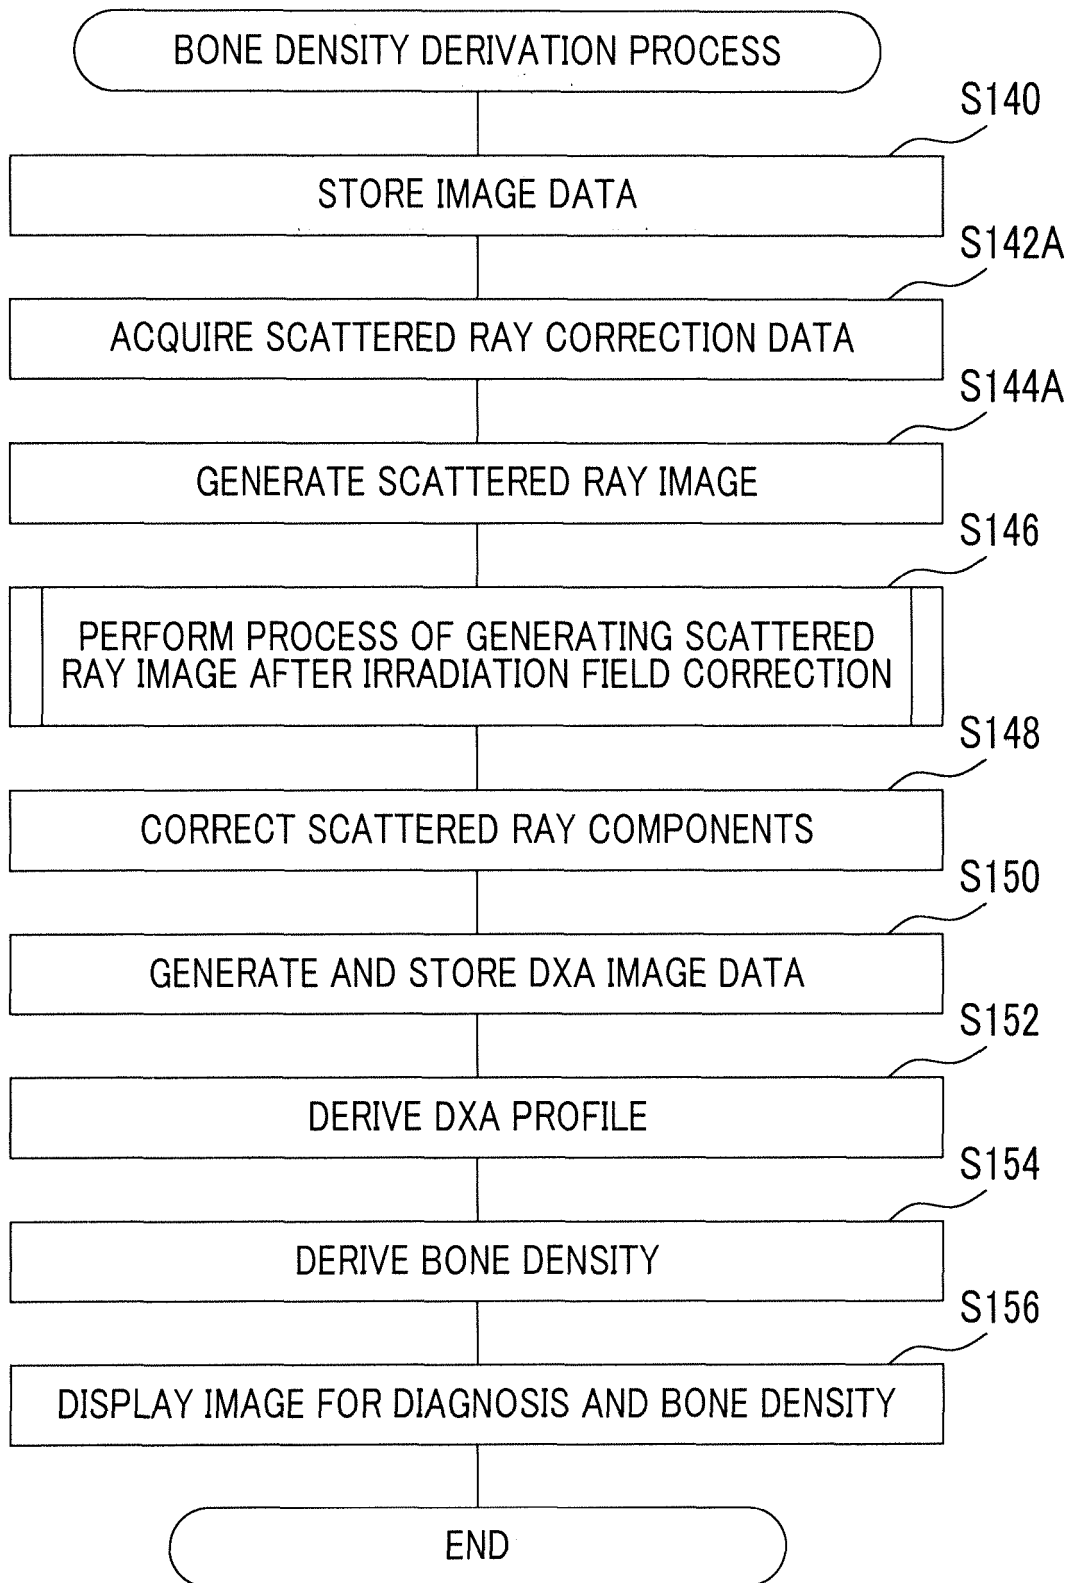 BONE DENSITY DERIVATION PROCESS
S140
STORE IMAGE DATA
S142A
ACQUIRE SCATTERED RAY CORRECTION DATA
S144A
GENERATE SCATTERED RAY IMAGE
S146
PERFORM PROCESS OF GENERATING SCATTERED
RAY IMAGE AFTER IRRADIATION FIELD CORRECTION
S148
CORRECT SCATTERED RAY COMPONENTS
S150
GENERATE AND STORE DXA IMAGE DATA
S152
DERIVE DXA PROFILE
S154
DERIVE BONE DENSITY
S156
DISPLAY IMAGE FOR DIAGNOSIS AND BONE DENSITY
END